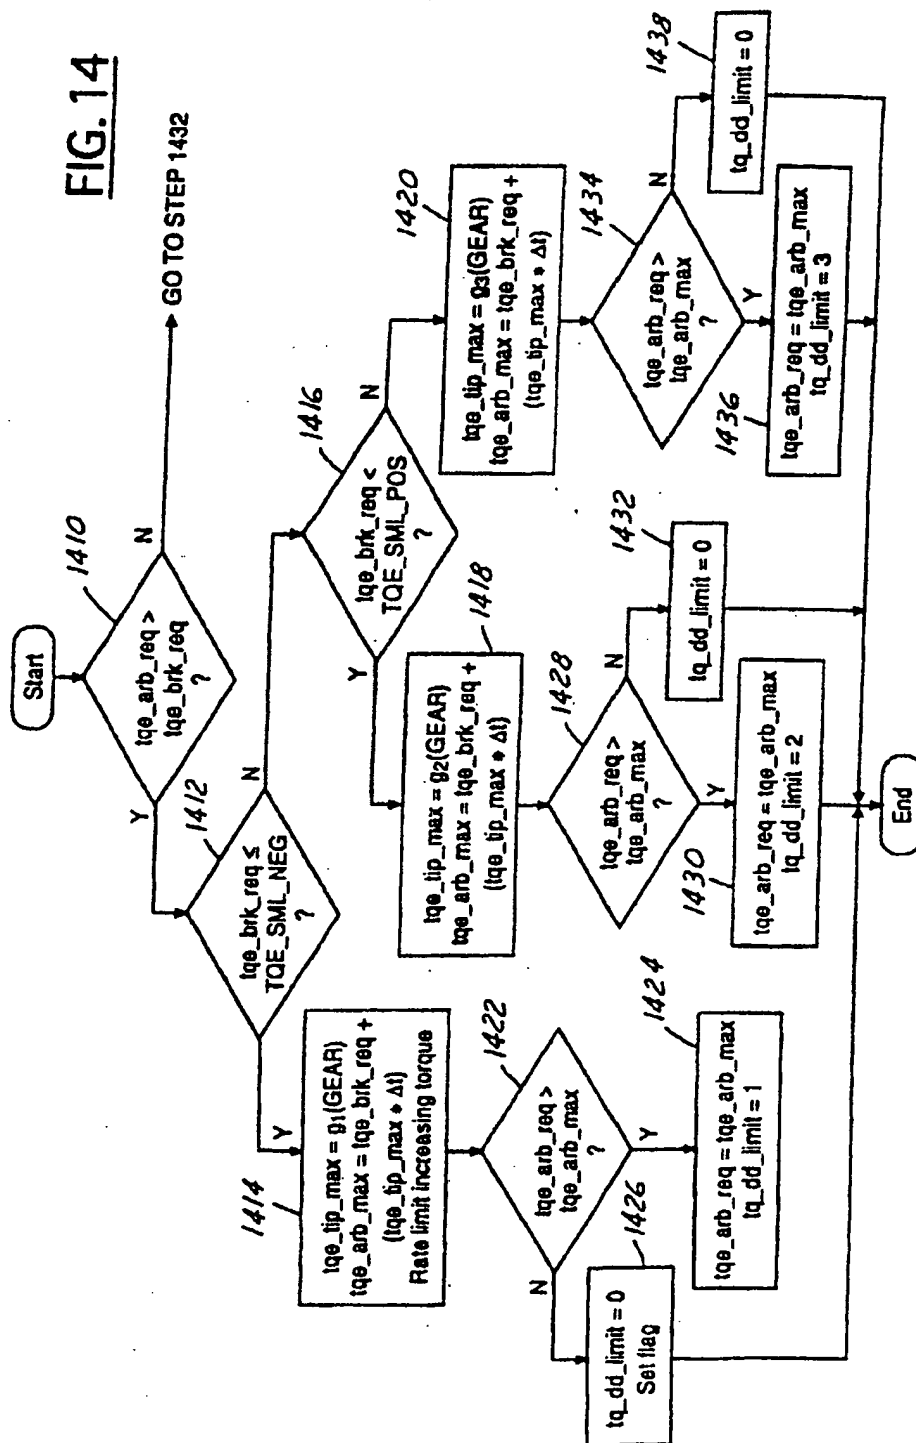 FIG. 14
Start
1410
tqe_arb_req >
tqe_brk_req
?
N
GO TO STEP 1432
Y
1412
tqe_brk_req ≤
TQE_SML_NEG
?
N
Y
1414
tqe_tip_max = g1(GEAR)
tqe_arb_max = tqe_brk_req +
(tqe_tip_max * Δt)
Rate limit increasing torque
1416
tqe_brk_req <
TQE_SML_POS
?
N
Y
1418
tqe_tip_max = g2(GEAR)
tqe_arb_max = tqe_brk_req +
(tqe_tip_max * Δt)
1420
tqe_tip_max = g3(GEAR)
tqe_arb_max = tqe_brk_req +
(tqe_tip_max * Δt)
1422
tqe_arb_req >
tqe_arb_max
?
N
Y
1424
tqe_arb_req = tqe_arb_max
tq_dd_limit = 1
1426
tq_dd_limit = 0
Set flag
1428
tqe_arb_req >
tqe_arb_max
?
N
Y
1430
tqe_arb_req = tqe_arb_max
tq_dd_limit = 2
1432
tq_dd_limit = 0
1434
tqe_arb_req >
tqe_arb_max
?
N
Y
1436
tqe_arb_req = tqe_arb_max
tq_dd_limit = 3
1438
tq_dd_limit = 0
End